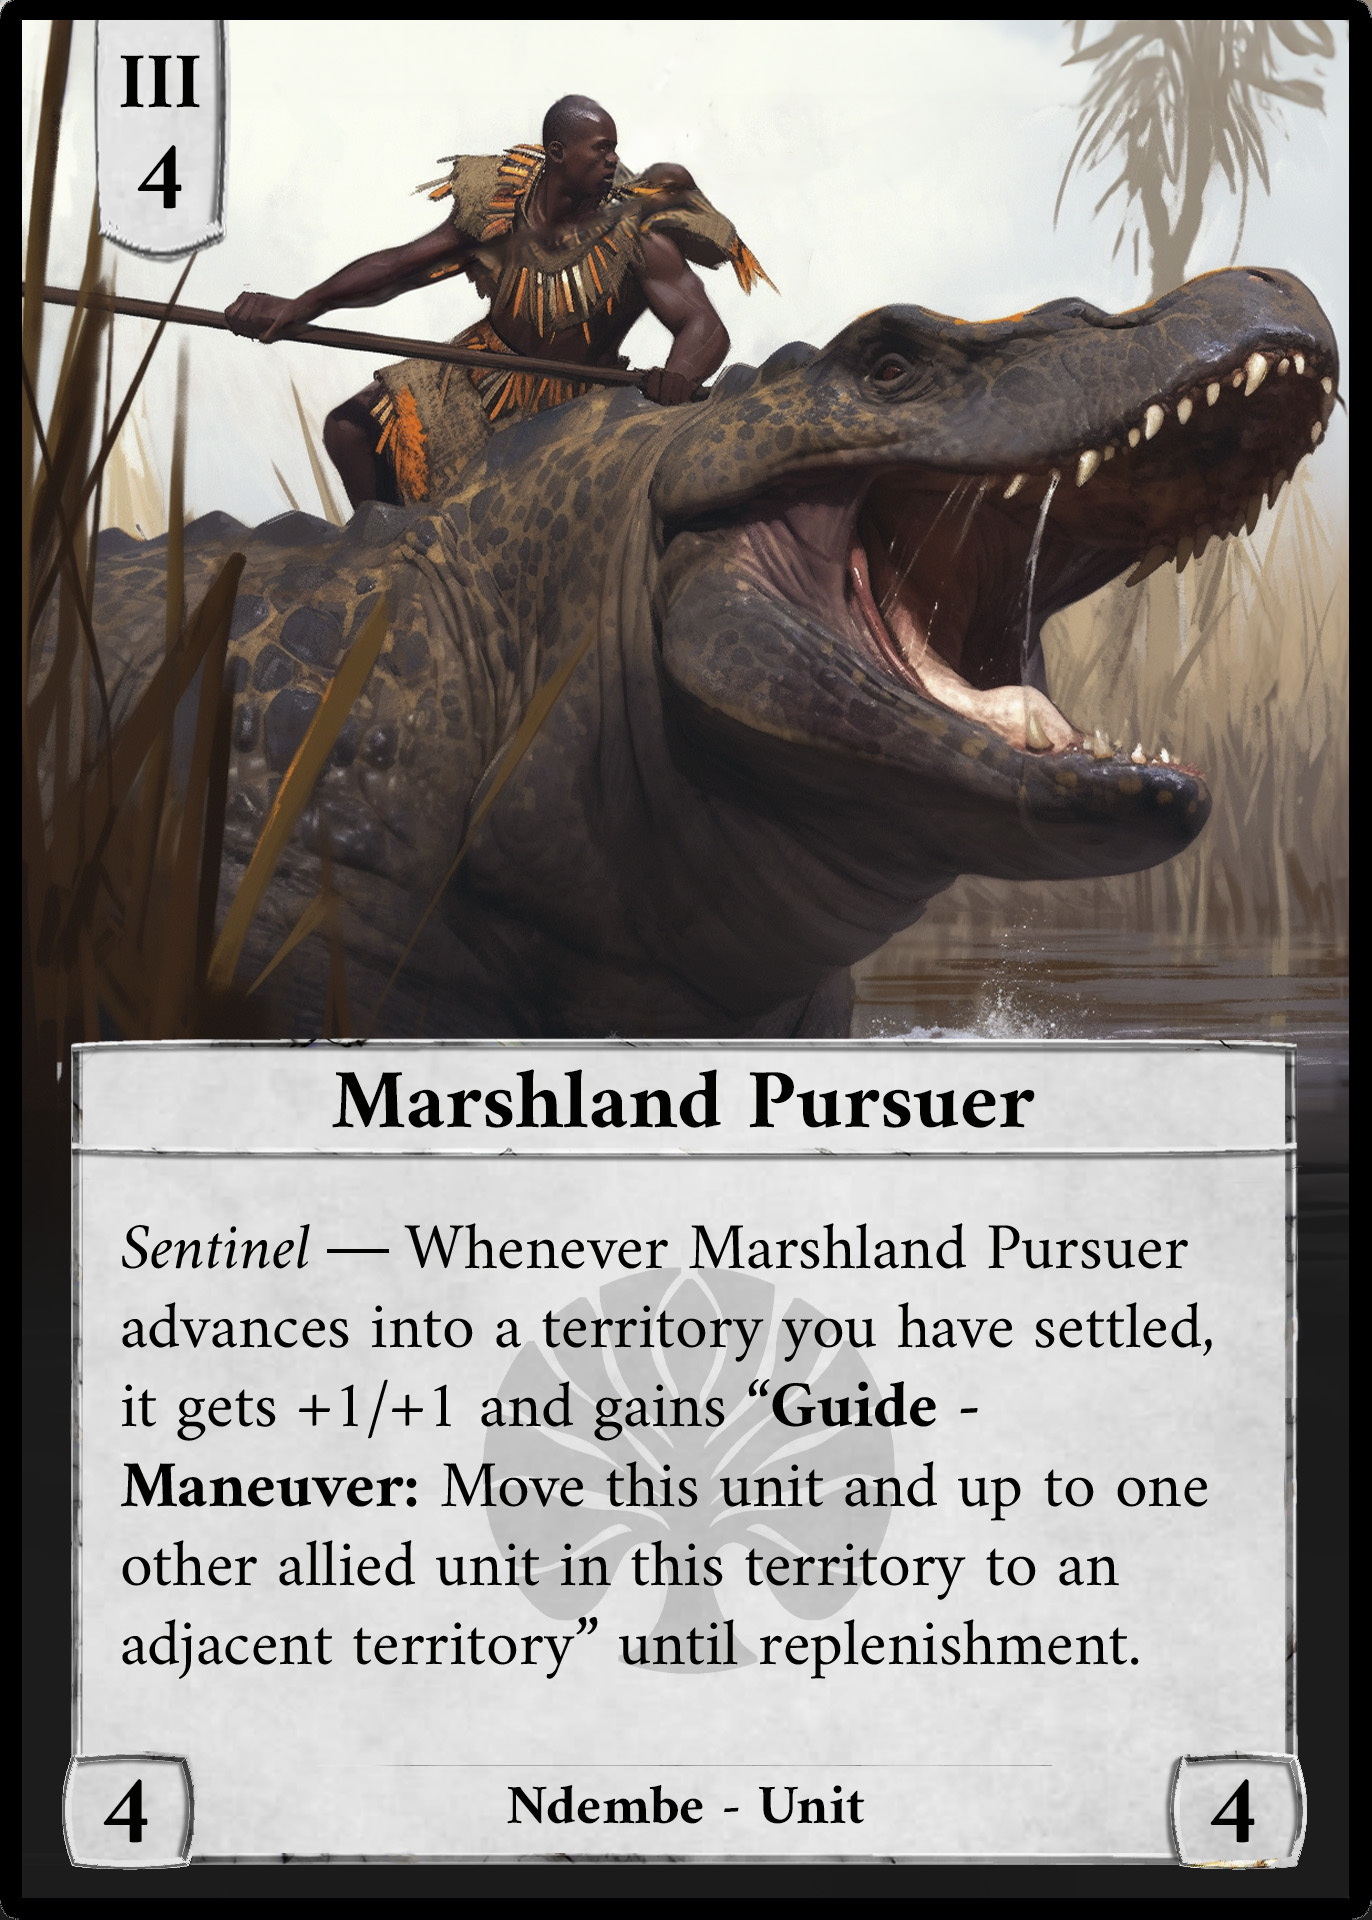 III
4
Marshland Pursuer
Sentinel — Whenever Marshland Pursuer
advances into a territory you have settled,
it gets +1/+1 and gains “Guide -
Maneuver: Move this unit and up to one
other allied unit in this territory to an
adjacent territory” until replenishment.
4
Ndembe - Unit
4